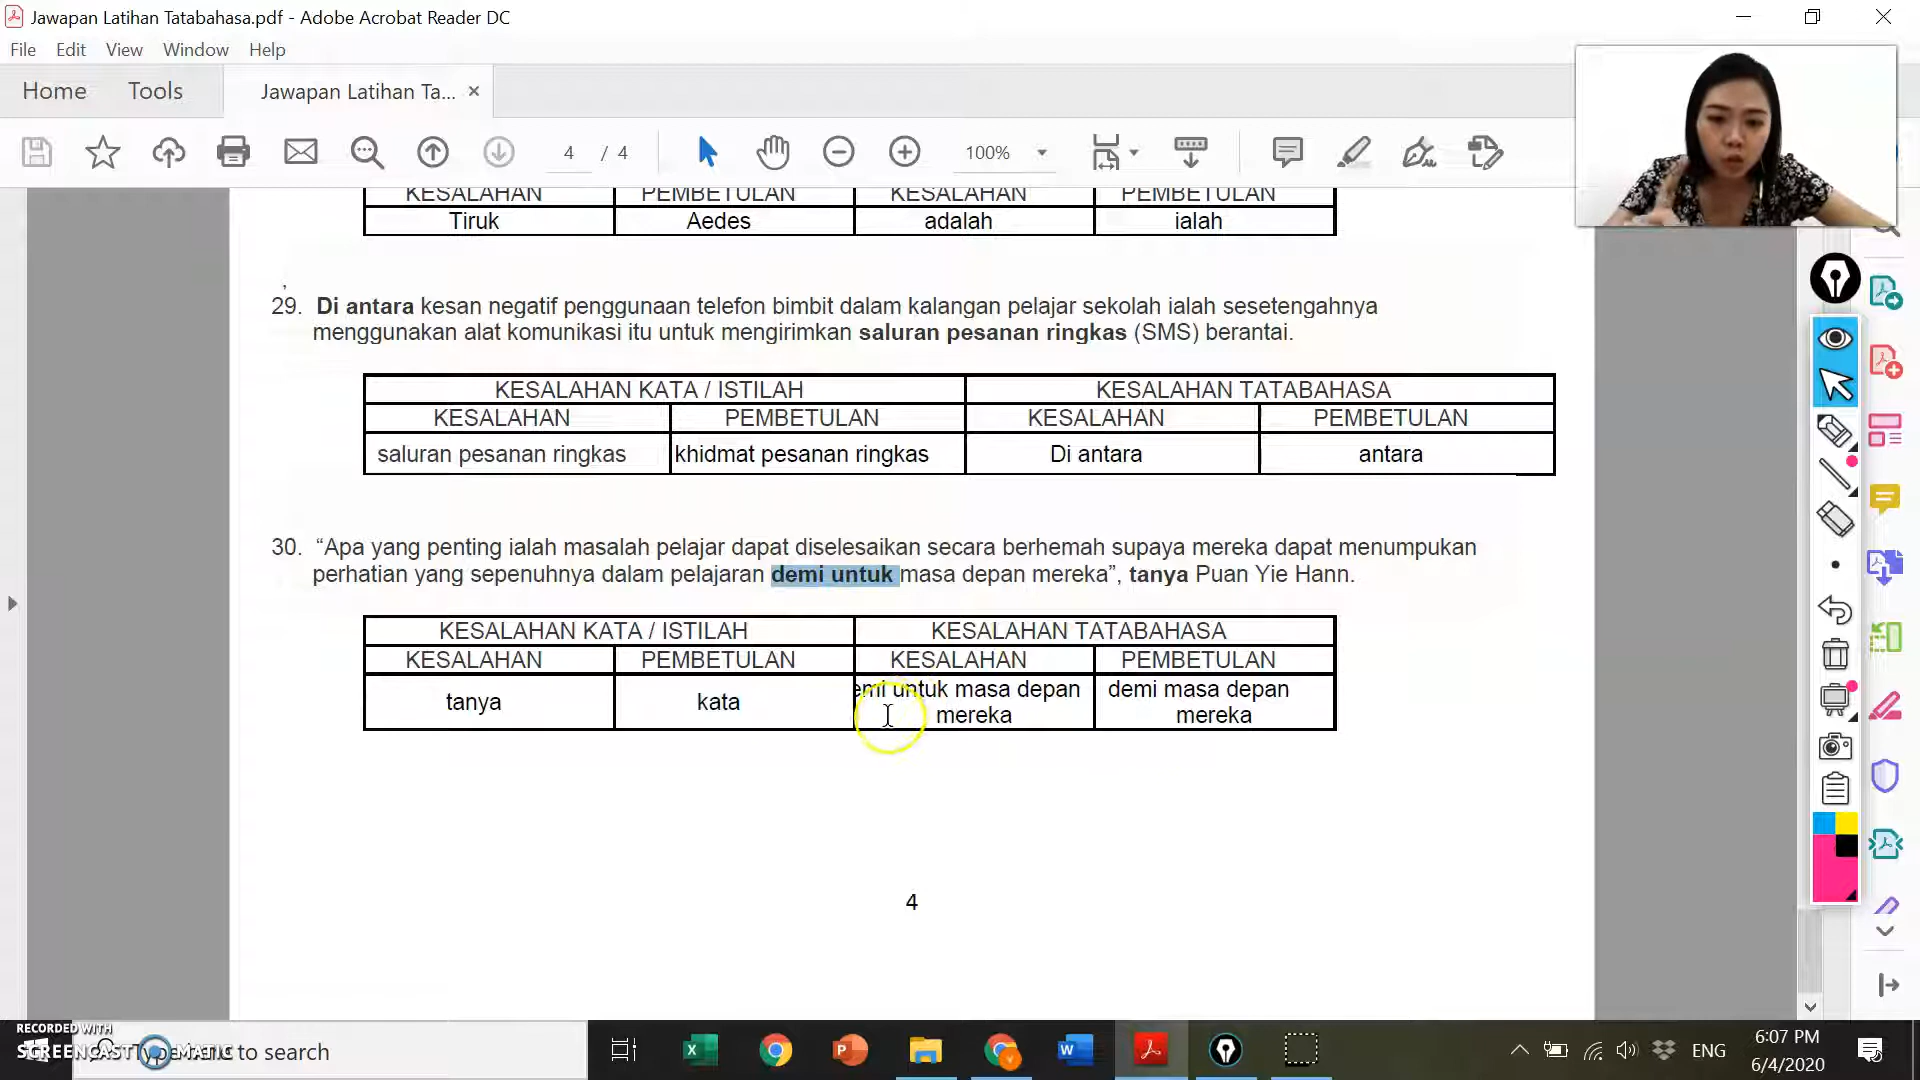 Jawapan Latihan Tatabahasa.pdf - Adobe Acrobat Reader DC
File Edit View Window Help
Home Tools Jawapan Latihan Ta... ×
4 / 4 100%
KESALAHAN PEMBETULAN KESALAHAN PEMBETULAN
Tiruk Aedes adalah ialah
29. Di antara kesan negatif penggunaan telefon bimbit dalam kalangan pelajar sekolah ialah sesetengahnya
menggunakan alat komunikasi itu untuk mengirimkan saluran pesanan ringkas (SMS) berantai.
KESALAHAN KATA / ISTILAH KESALAHAN TATABAHASA
KESALAHAN PEMBETULAN KESALAHAN PEMBETULAN
saluran pesanan ringkas khidmat pesanan ringkas Di antara antara
30. “Apa yang penting ialah masalah pelajar dapat diselesaikan secara berhemah supaya mereka dapat menumpukan
perhatian yang sepenuhnya dalam pelajaran demi untuk masa depan mereka”, tanya Puan Yie Hann.
KESALAHAN KATA / ISTILAH KESALAHAN TATABAHASA
KESALAHAN PEMBETULAN KESALAHAN PEMBETULAN
tanya kata emi untuk masa depan mereka demi masa depan mereka
4
RECORDED WITH
SCREENCAST MATIC
to search
ENG
6:07 PM
6/4/2020